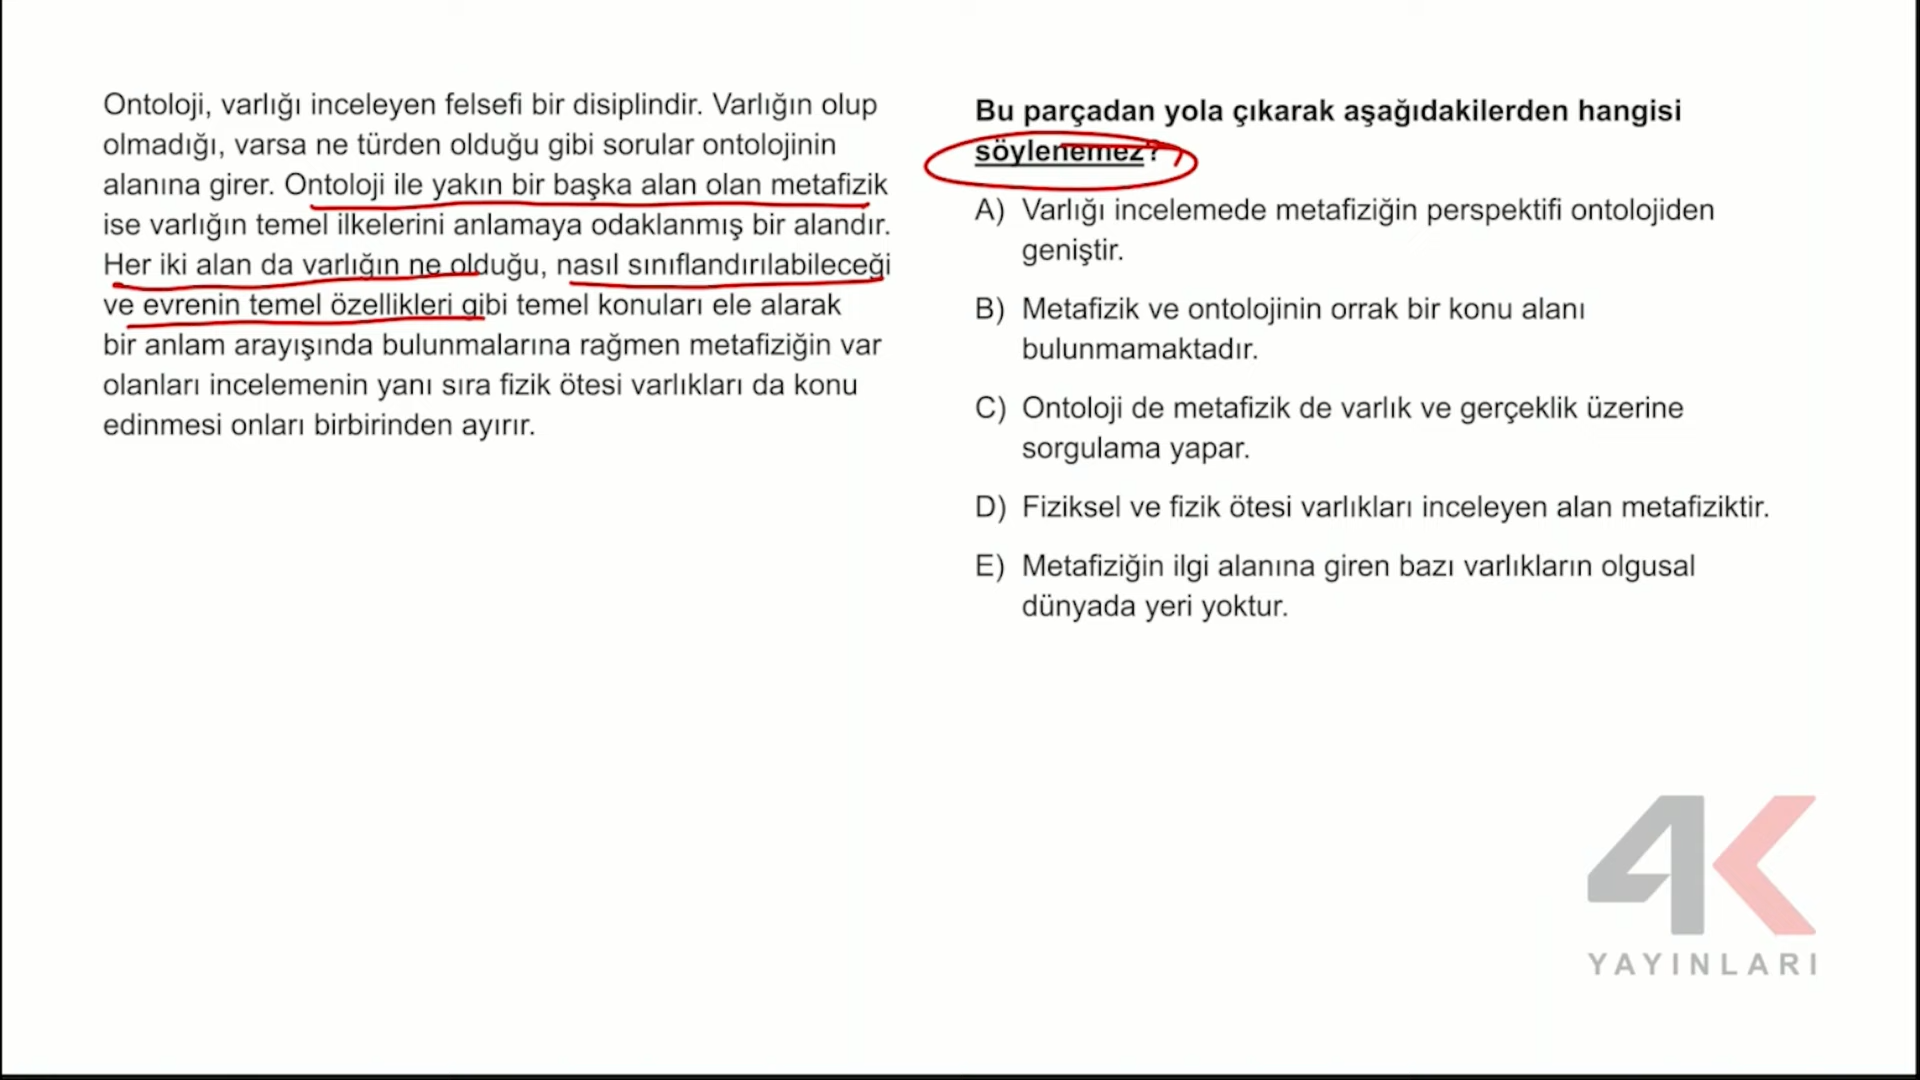 Ontoloji, varlığı inceleyen felsefi bir disiplindir. Varlığın olup
olmadığı, varsa ne türden olduğu gibi sorular ontolojinin
alanına girer. Ontoloji ile yakın bir başka alan olan metafizik
ise varlığın temel ilkelerini anlamaya odaklanmış bir alandır.
Her iki alan da varlığın ne olduğu, nasıl sınıflandırılabileceği
ve evrenin temel özellikleri gibi temel konuları ele alarak
bir anlam arayışında bulunmalarına rağmen metafiziğin var
olanları incelemenin yanı sıra fizik ötesi varlıkları da konu
edinmesi onları birbirinden ayırır.
Bu parçadan yola çıkarak aşağıdakilerden hangisi
söylenemez?
A) Varlığı incelemede metafiziğin perspektifi ontolojiden
geniştir.
B) Metafizik ve ontolojinin orrak bir konu alanı
bulunmamaktadır.
C) Ontoloji de metafizik de varlık ve gerçeklik üzerine
sorgulama yapar.
D) Fiziksel ve fizik ötesi varlıkları inceleyen alan metafiziktir.
E) Metafiziğin ilgi alanına giren bazı varlıkların olgusal
dünyada yeri yoktur.
4K
YAYINLARI